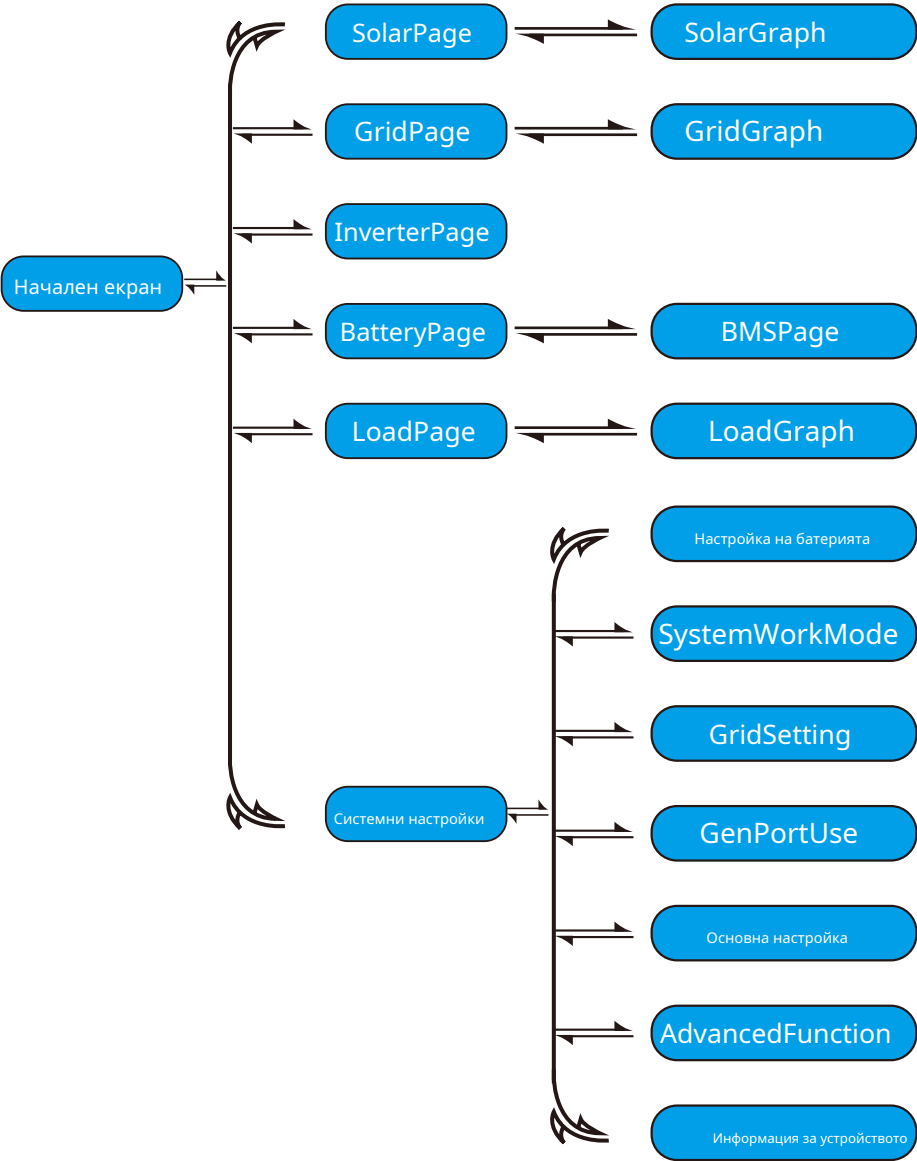 SolarPage
SolarGraph
GridPage
GridGraph
InverterPage
Начален екран
BatteryPage
BMSPage
LoadPage
LoadGraph
Настройка на батерията
SystemWorkMode
GridSetting
Системни настройки
GenPortUse
Основна настройка
AdvancedFunction
Информация за устройството